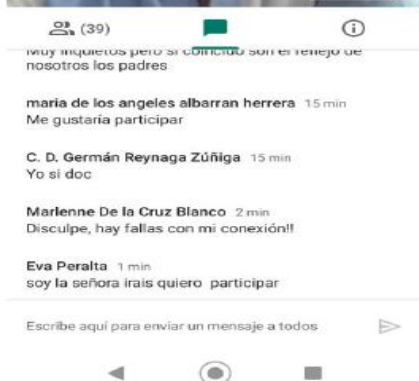 (39)
Muy inquietos pero si coincido son el reflejo de
nosotros los padres
maria de los angeles albarran herrera 15 min
Me gustaría participar
C. D. Germán Reynaga Zúñiga 15 min
Yo si doc
Marlenne De la Cruz Blanco 2 min
Disculpe, hay fallas con mi conexión!!
Eva Peralta 1 min
soy la señora irais quiero participar
Escribe aquí para enviar un mensaje a todos